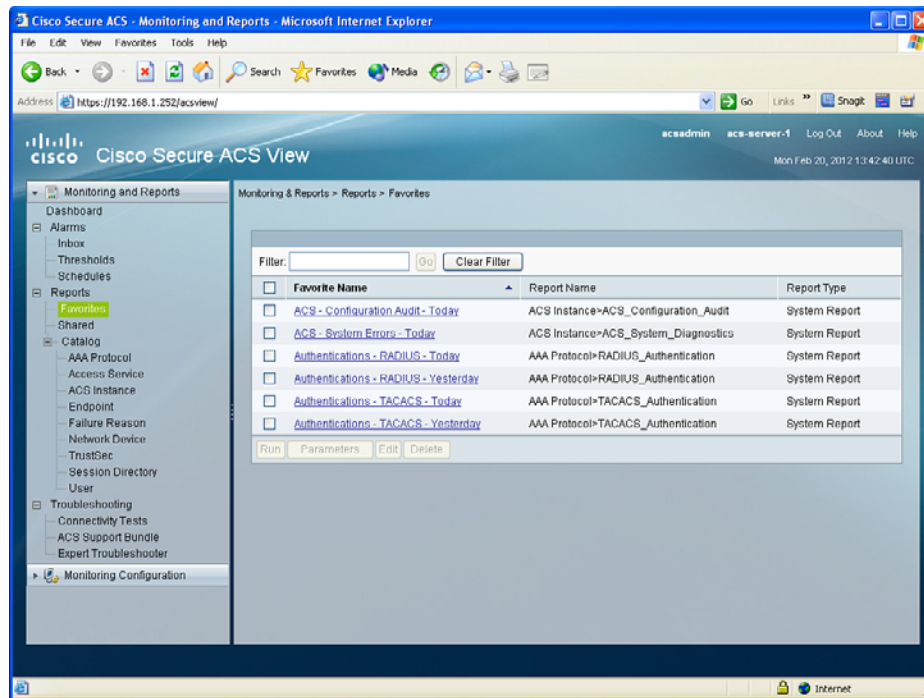 Cisco Secure ACS - Monitoring and Reports - Microsoft Internet Explorer
File Edit View Favorites Tools Help
Back Search Favorites Media
Address https://192.168.1.252/acsview/ Go Links » SnagIt
CISCO Cisco Secure ACS View
acsadmin acs-server-1 Log Out About Help
Mon Feb 20, 2012 13:42:40 UTC
Monitoring and Reports
Dashboard
Alarms
Inbox
Thresholds
Schedules
Reports
Favorites
Shared
Catalog
AAA Protocol
Access Service
ACS Instance
Endpoint
Failure Reason
Network Device
TrustSec
Session Directory
User
Troubleshooting
Connectivity Tests
ACS Support Bundle
Expert Troubleshooter
Monitoring Configuration
Monitoring & Reports > Reports > Favorites
Filter: Go Clear Filter
Favorite Name Report Name Report Type
ACS - Configuration Audit - Today ACS Instance>ACS_Configuration_Audit System Report
ACS - System Errors - Today ACS Instance>ACS_System_Diagnostics System Report
Authentications - RADIUS - Today AAA Protocol>RADIUS_Authentication System Report
Authentications - RADIUS - Yesterday AAA Protocol>RADIUS_Authentication System Report
Authentications - TACACS - Today AAA Protocol>TACACS_Authentication System Report
Authentications - TACACS - Yesterday AAA Protocol>TACACS_Authentication System Report
Run Parameters Edit Delete
Internet